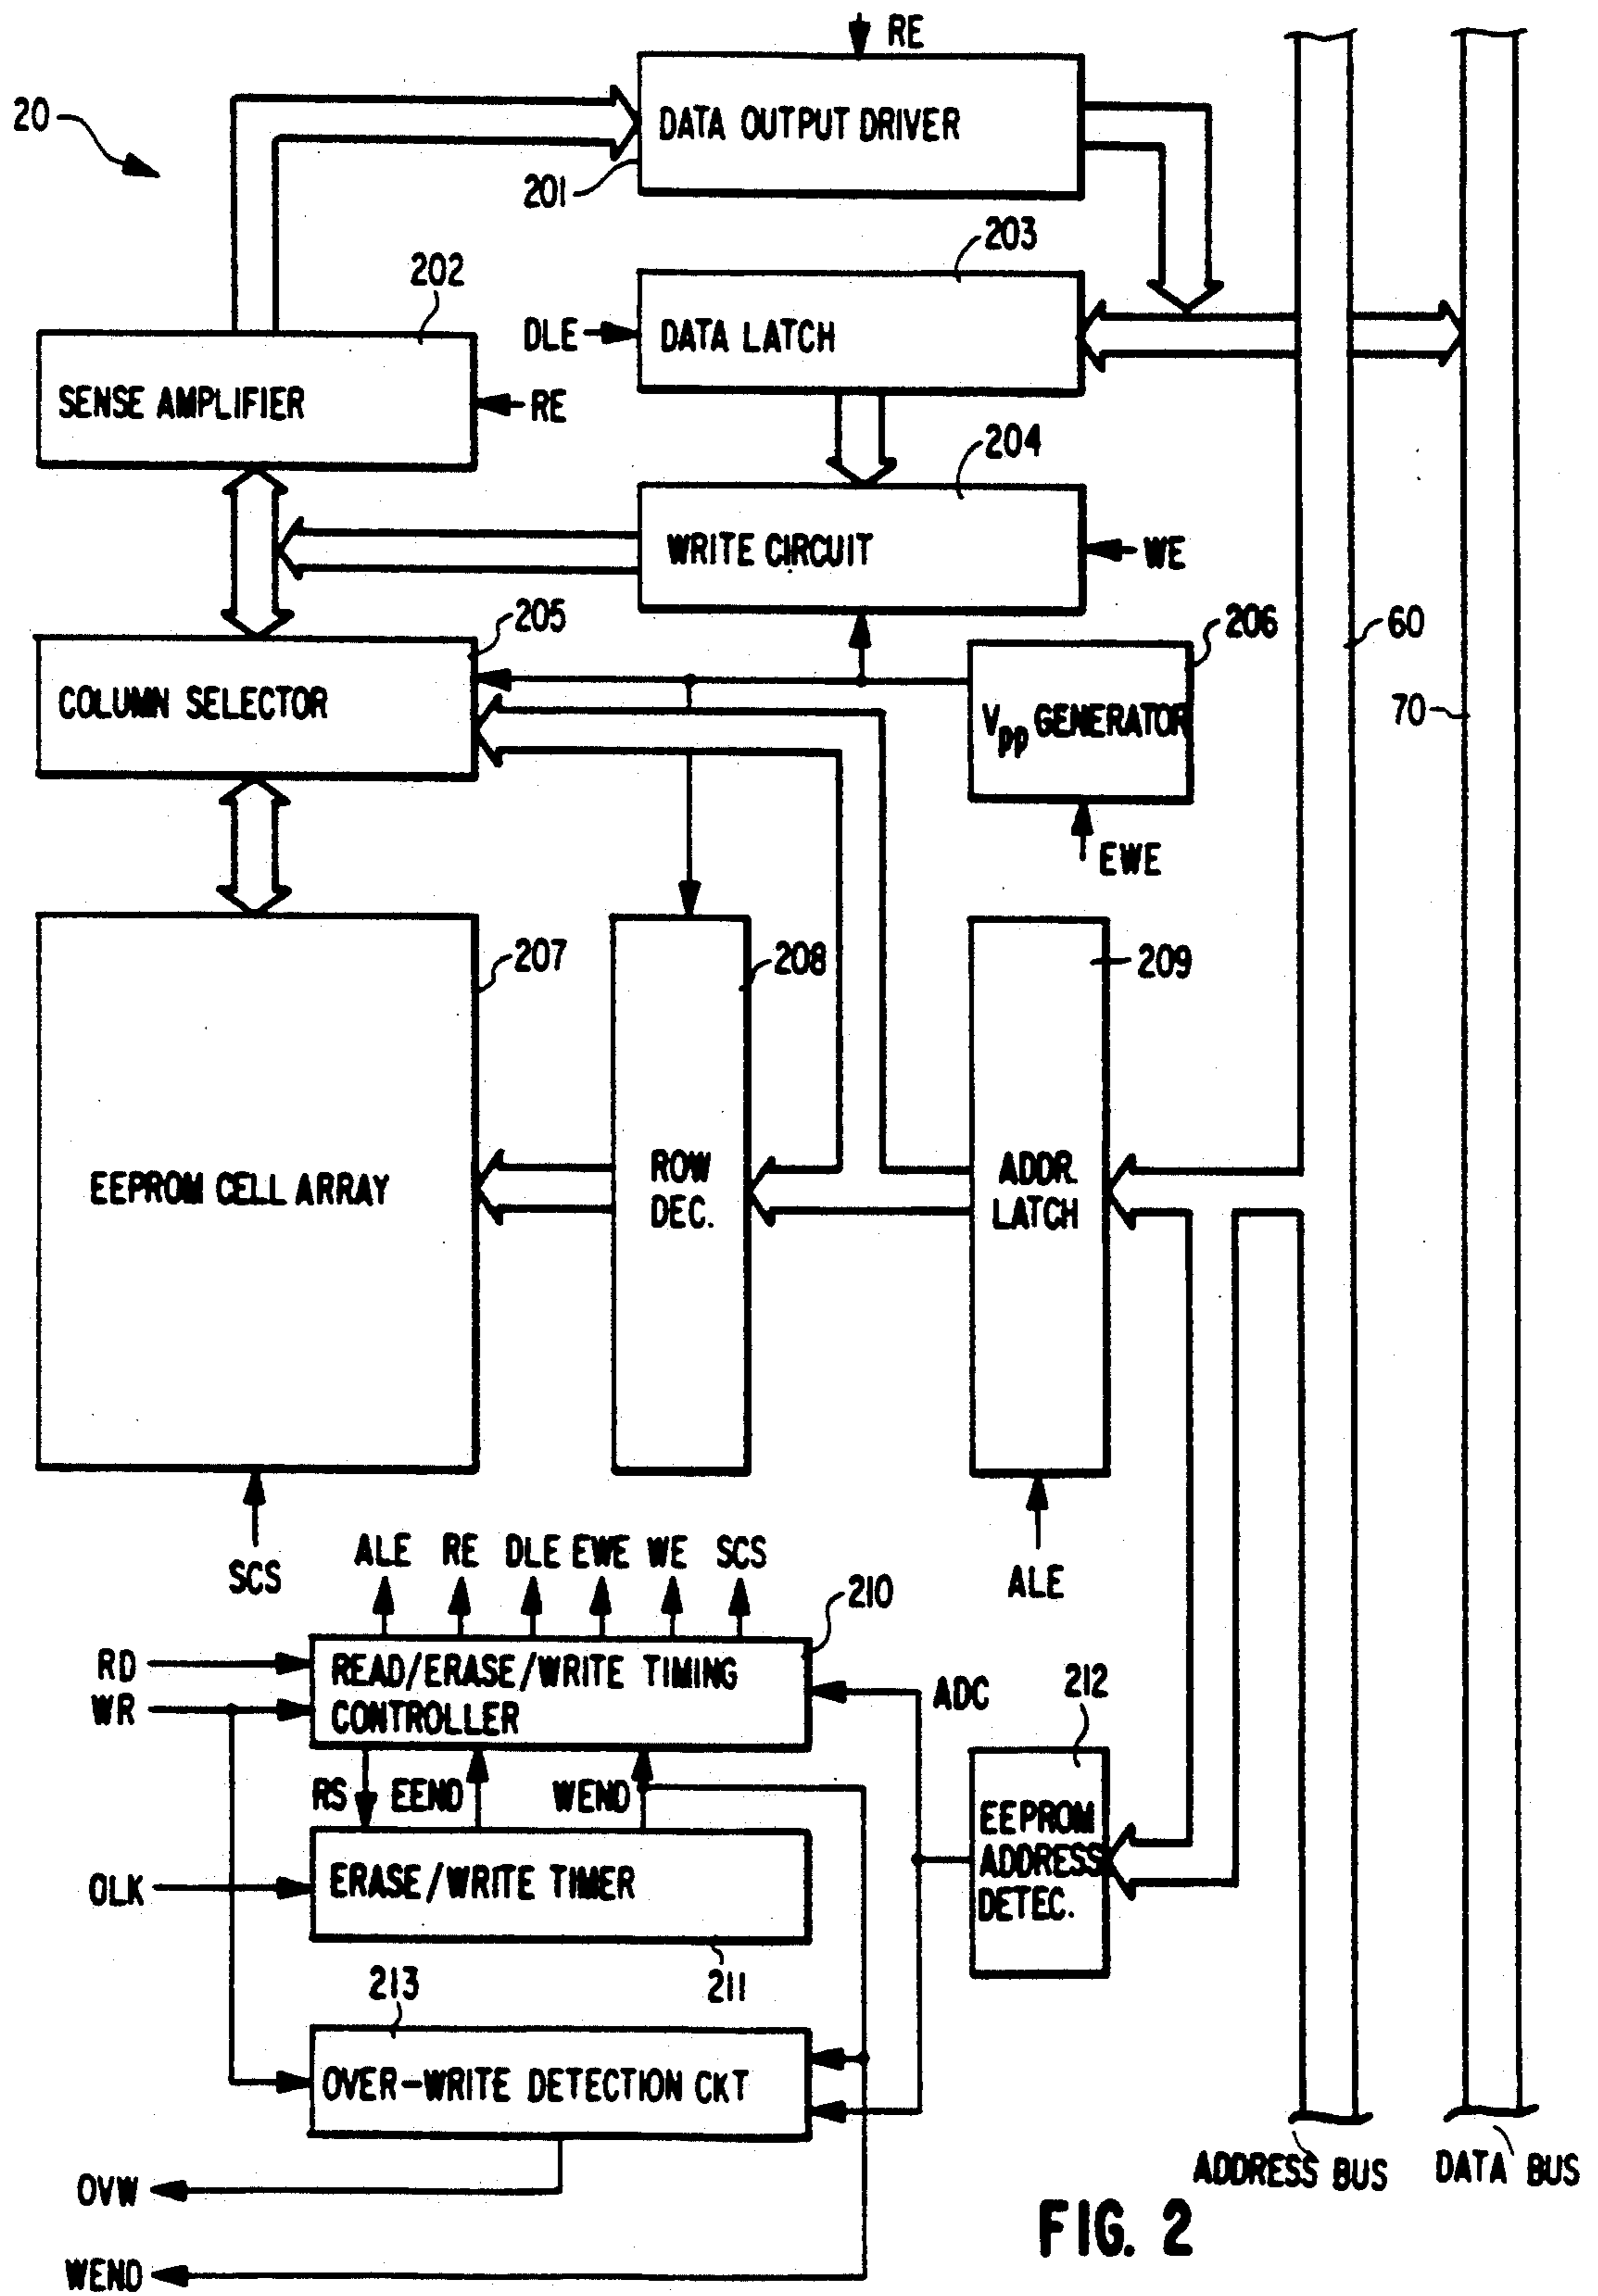 RE
20
DATA OUTPUT DRIVER
201
203
202
DLE
DATA LATCH
SENSE AMPLIFIER
RE
204
WRITE CIRCUIT
WE
205
206
60
COLUMN SELECTOR
Vpp GENERATOR
70
EWE
207
208
209
EEPROM CELL ARRAY
ROW
DEC.
ADDR.
LATCH
SCS
ALE
ALE RE DLE EWE WE SCS
210
RD
READ/ERASE/WRITE TIMING
CONTROLLER
WR
ADC
212
RS EEND WEND
EEPROM
ADDRESS
DETEC.
OLK
ERASE/WRITE TIMER
211
213
OVER-WRITE DETECTION CKT
OVW
WEND
ADDRESS BUS
DATA BUS
FIG. 2